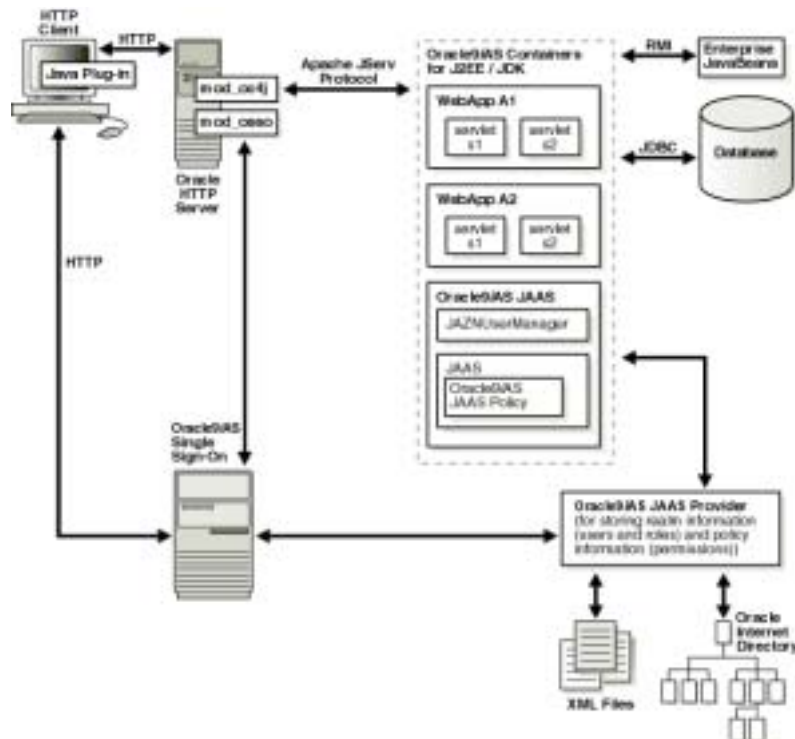 HTTP
Client
HTTP
Java Plug-in
mod_oc4j
mod_osso
Oracle
HTTP
Server
Apache JServ
Protocol
Oracle9iAS Containers
for J2EE / JDK
WebApp A1
servlet
s1
servlet
s2
WebApp A2
servlet
s1
servlet
s2
Oracle9iAS JAAS
JAZNUserManager
JAAS
Oracle9iAS
JAAS Policy
RMI
Enterprise
JavaBeans
JDBC
Database
HTTP
Oracle9iAS
Single
Sign-On
Oracle9iAS JAAS Provider
(for storing realm information
(users and roles) and policy
information (permissions))
XML Files
Oracle
Internet
Directory